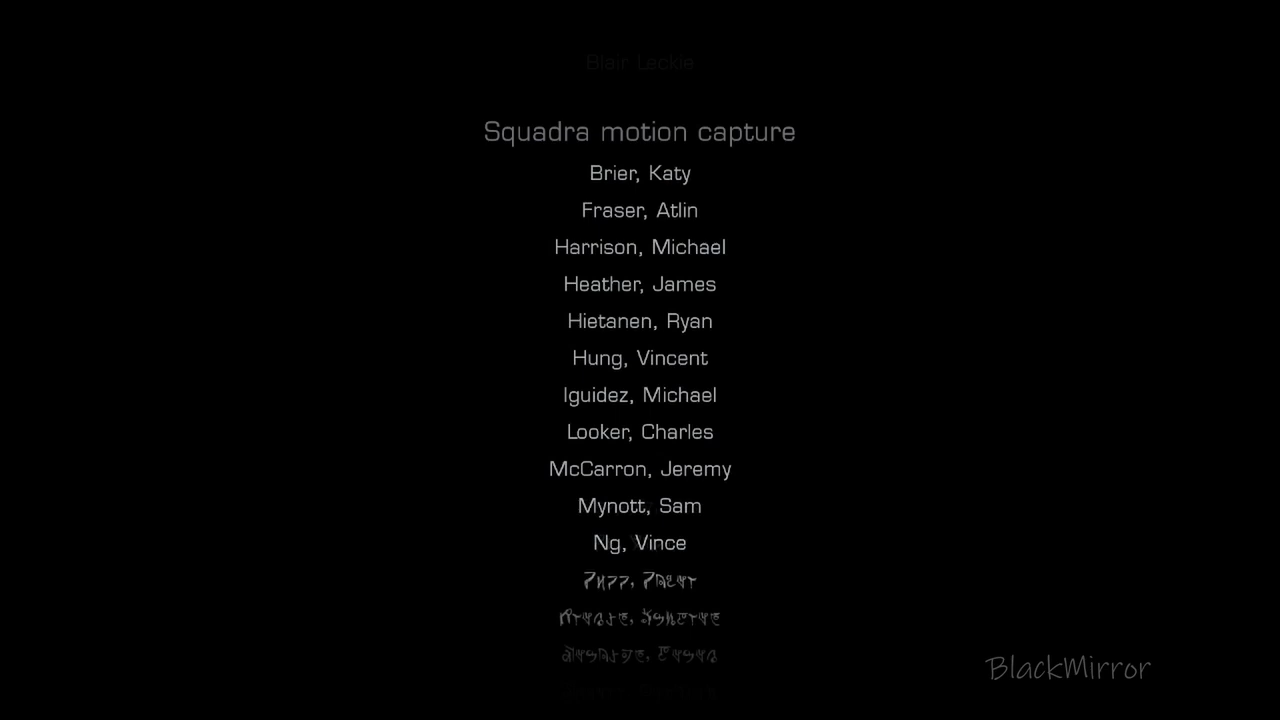 Blair Leckie
Squadra motion capture
Brier, Katy
Fraser, Atlin
Harrison, Michael
Heather, James
Hietanen, Ryan
Hung, Vincent
Iguidez, Michael
Looker, Charles
McCarron, Jeremy
Mynott, Sam
Ng, Vince
BlackMirror